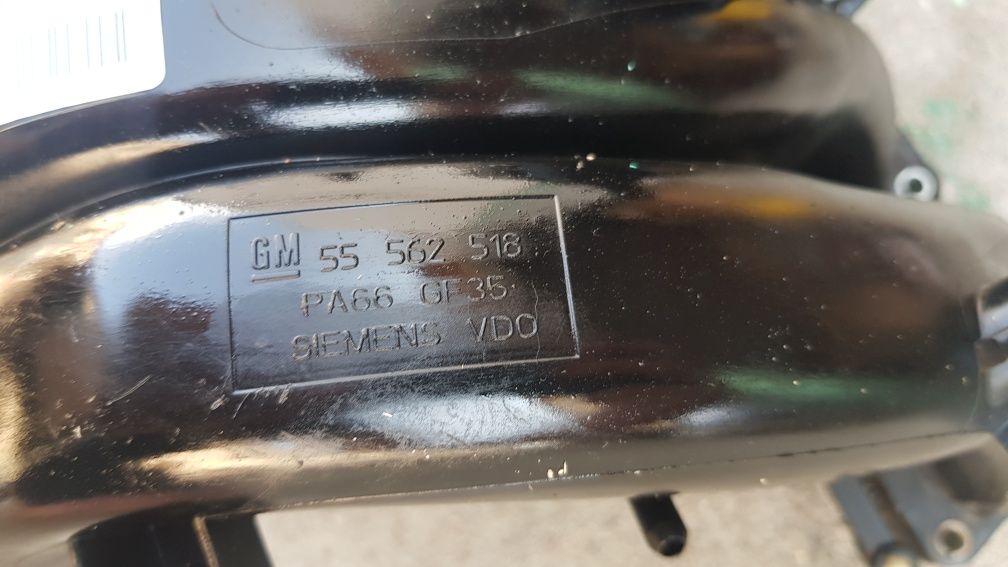 GM 55 562 518
PA66 GF35
SIEMENS VDO